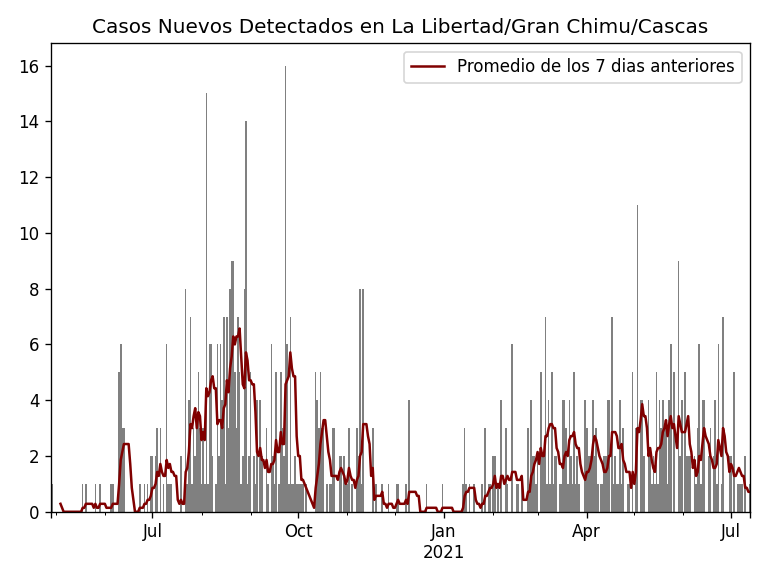 Casos Nuevos Detectados en La Libertad/Gran Chimu/Cascas
Promedio de los 7 dias anteriores
16
14
12
10
8
6
4
2
0
Jul
Oct
Jan
2021
Apr
Jul